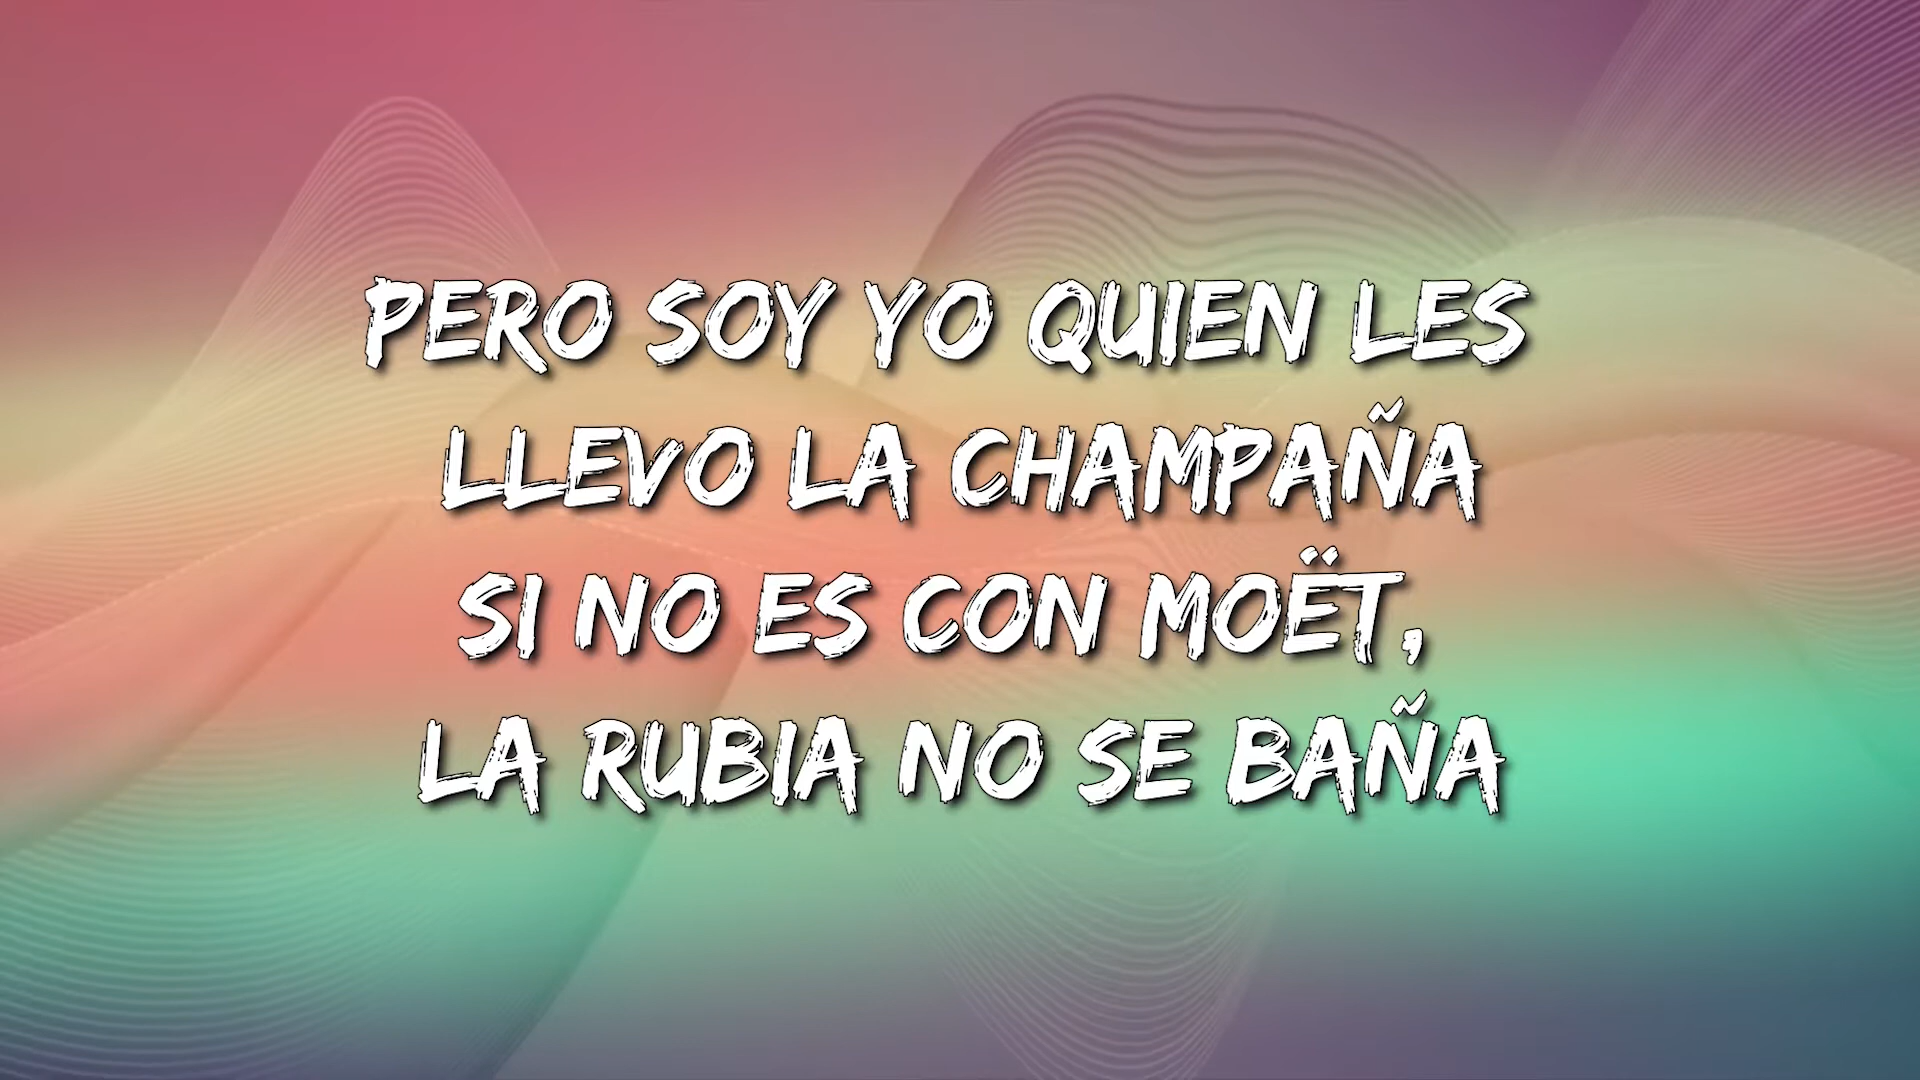 PERO SOY YO QUIEN LES
LLEVO LA CHAMPAÑA
SI NO ES CON MOËT,
LA RUBIA NO SE BAÑA